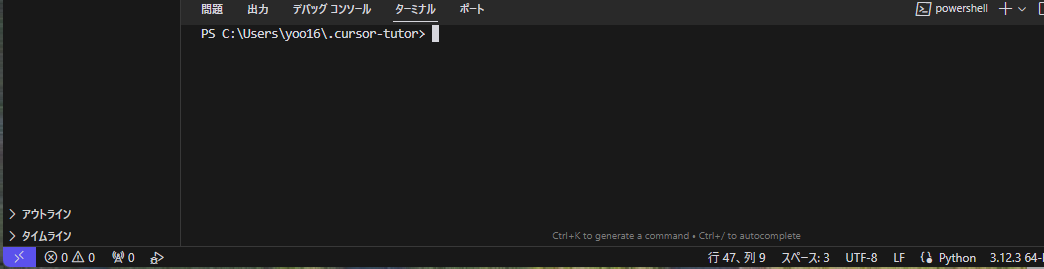 問題 出力 デバッグ コンソール ターミナル ポート powershell
PS C:\Users\yoo16\.cursor-tutor>
アウトライン
タイムライン
Ctrl+K to generate a command • Ctrl+/ to autocomplete
0 0 0 行 47、列 9 スペース: 3 UTF-8 LF Python 3.12.3 64-